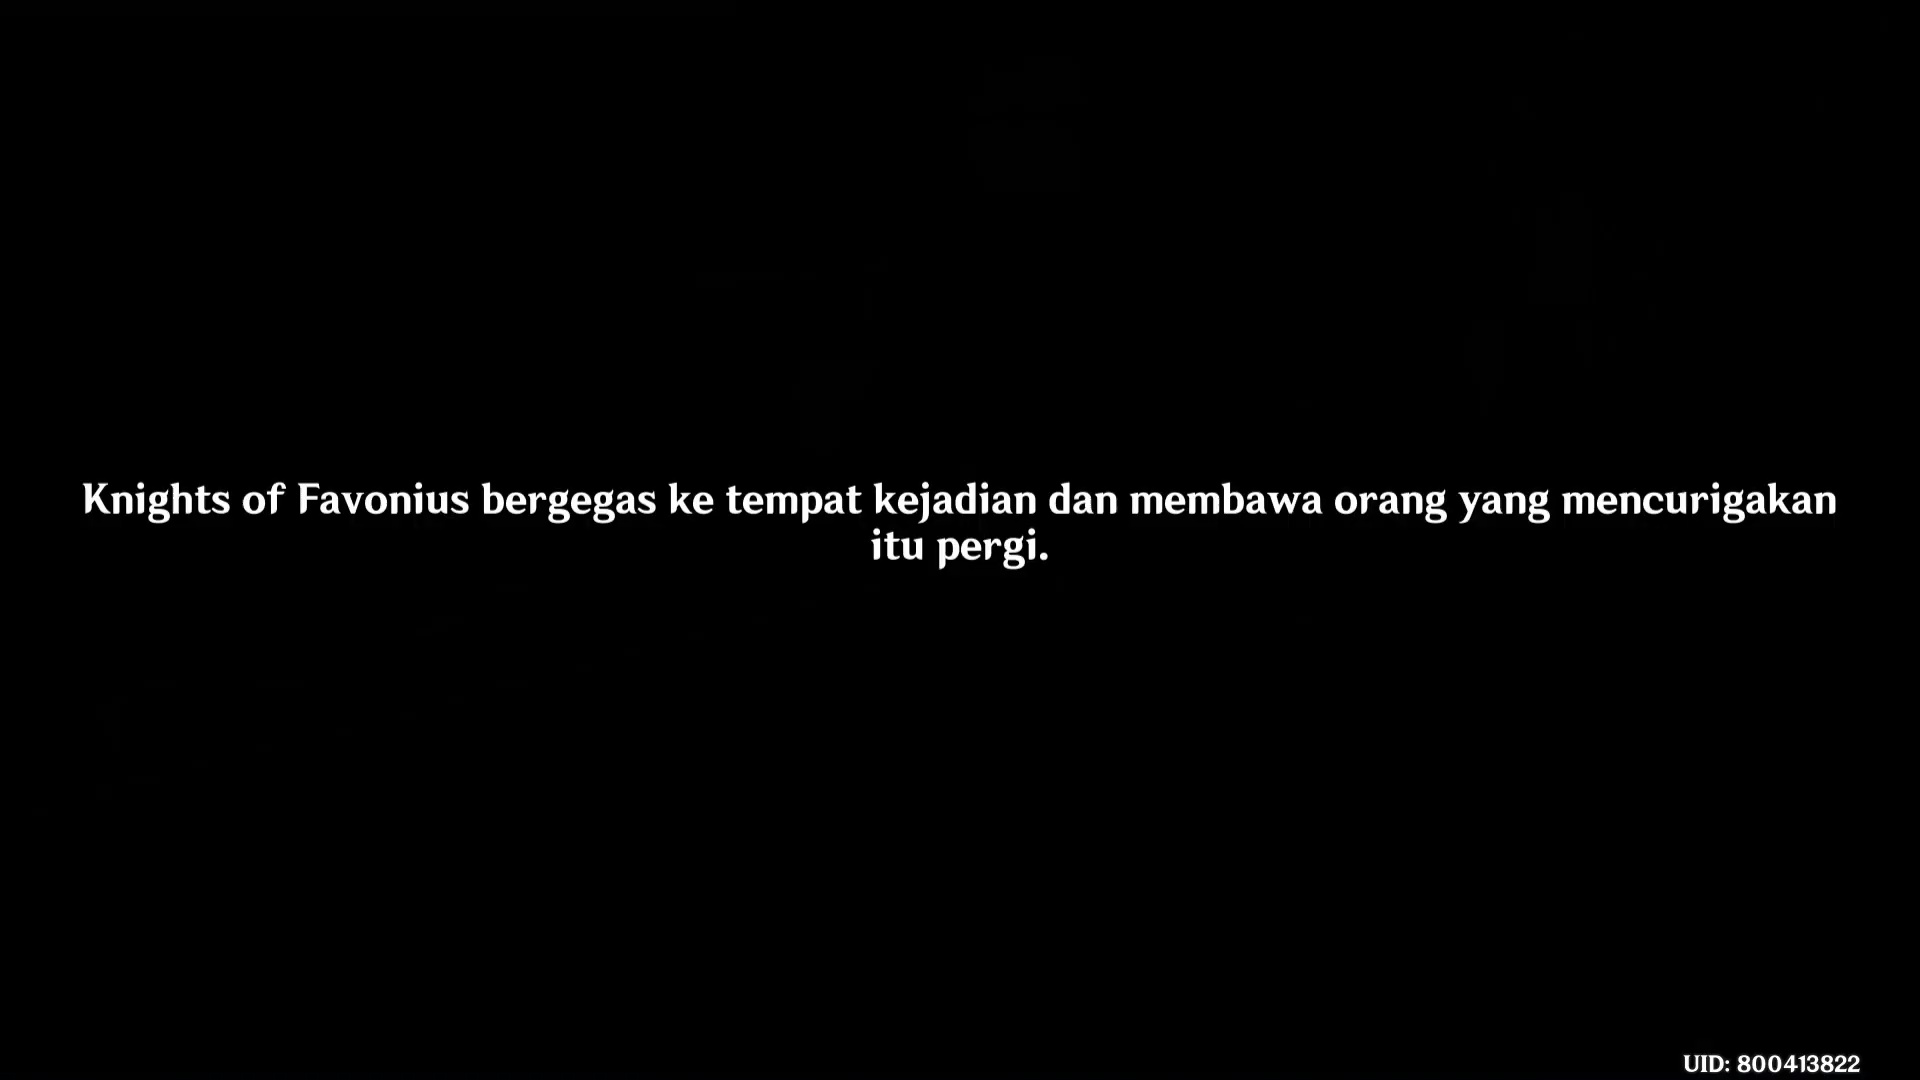 Knights of Favonius bergegas ke tempat kejadian dan membawa orang yang mencurigakan
itu pergi.
UID: 800413822